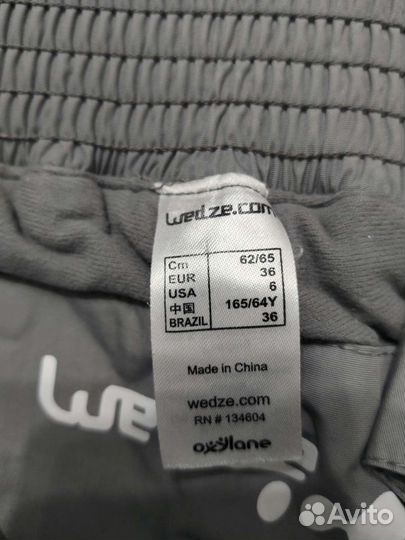 wedze.com
Cm 62/65
EUR 36
USA 6
中国 165/64Y
BRAZIL 36
Made in China
wedze.com
RN # 134604
oxylane
we
Avito